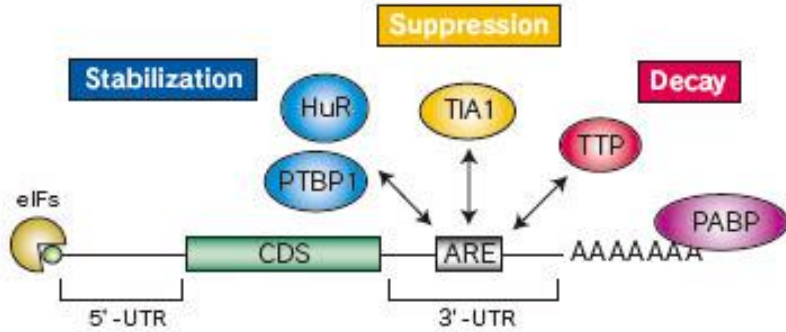 Suppression
Stabilization
Decay
HuR
TIA1
TTP
PTBP1
eIFs
PABP
CDS
ARE
AAAAAAA
5'-UTR
3'-UTR